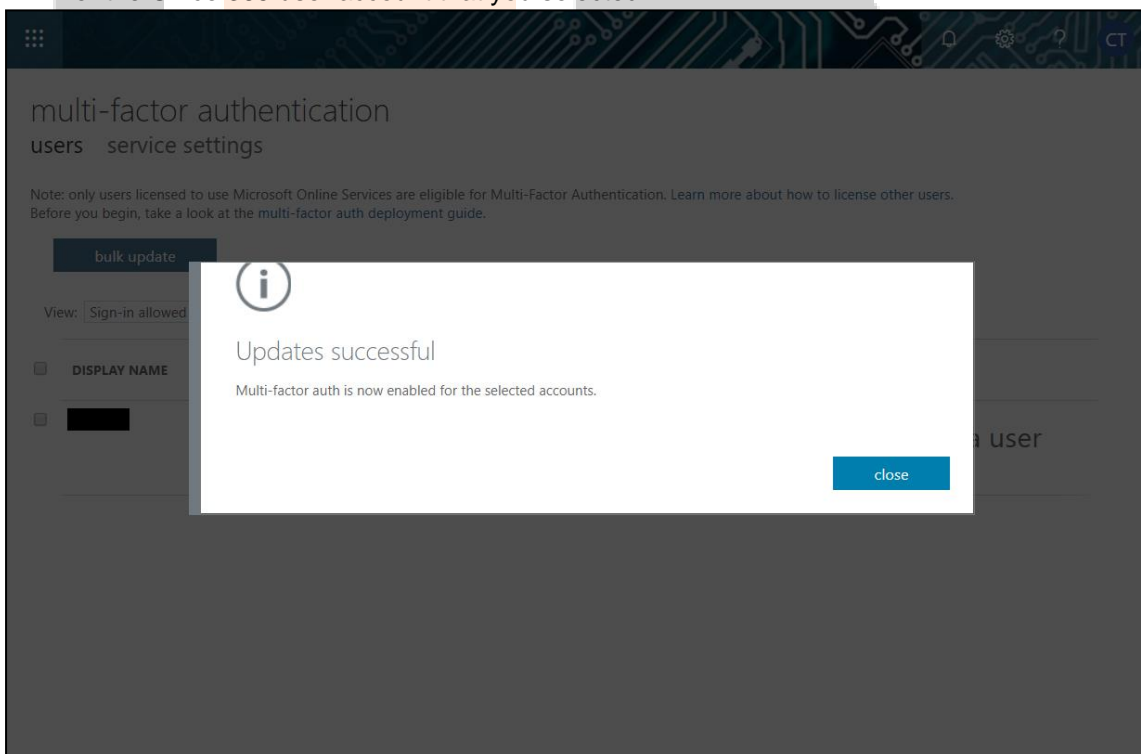 CT
multi-factor authentication
users service settings
Note: only users licensed to use Microsoft Online Services are eligible for Multi-Factor Authentication. Learn more about how to license other users.
Before you begin, take a look at the multi-factor auth deployment guide.
bulk update
View: Sign-in allowed
DISPLAY NAME
Updates successful
Multi-factor auth is now enabled for the selected accounts.
a user
close